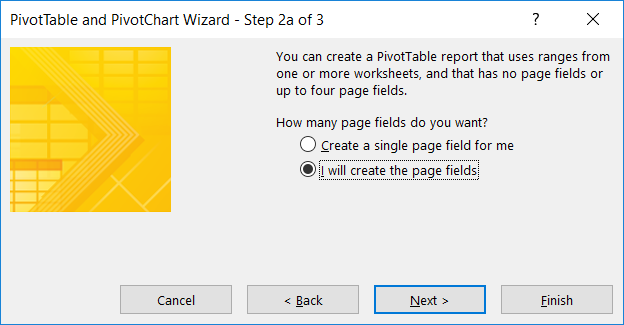 PivotTable and PivotChart Wizard - Step 2a of 3
?
You can create a PivotTable report that uses ranges from
one or more worksheets, and that has no page fields or
up to four page fields.
How many page fields do you want?
Create a single page field for me
I will create the page fields
Cancel
< Back
Next >
Finish